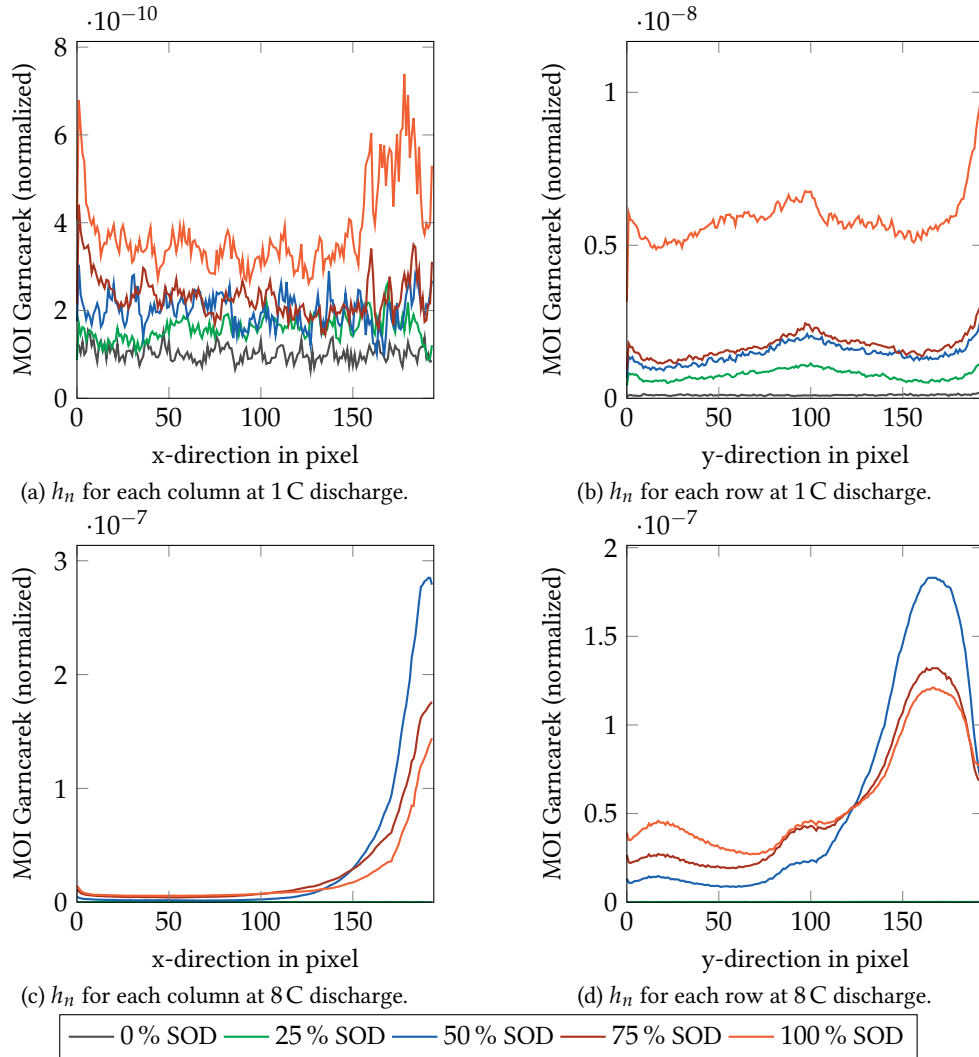 ·10−10
MOI Garncarek (normalized)
8
6
4
2
0
0 50 100 150
x-direction in pixel
(a) hn for each column at 1 C discharge.
·10−8
MOI Garncarek (normalized)
1
0.5
0
0 50 100 150
y-direction in pixel
(b) hn for each row at 1 C discharge.
·10−7
MOI Garncarek (normalized)
3
2
1
0
0 50 100 150
x-direction in pixel
(c) hn for each column at 8 C discharge.
·10−7
MOI Garncarek (normalized)
2
1.5
1
0.5
0
0 50 100 150
y-direction in pixel
(d) hn for each row at 8 C discharge.
0 % SOD 25 % SOD 50 % SOD 75 % SOD 100 % SOD